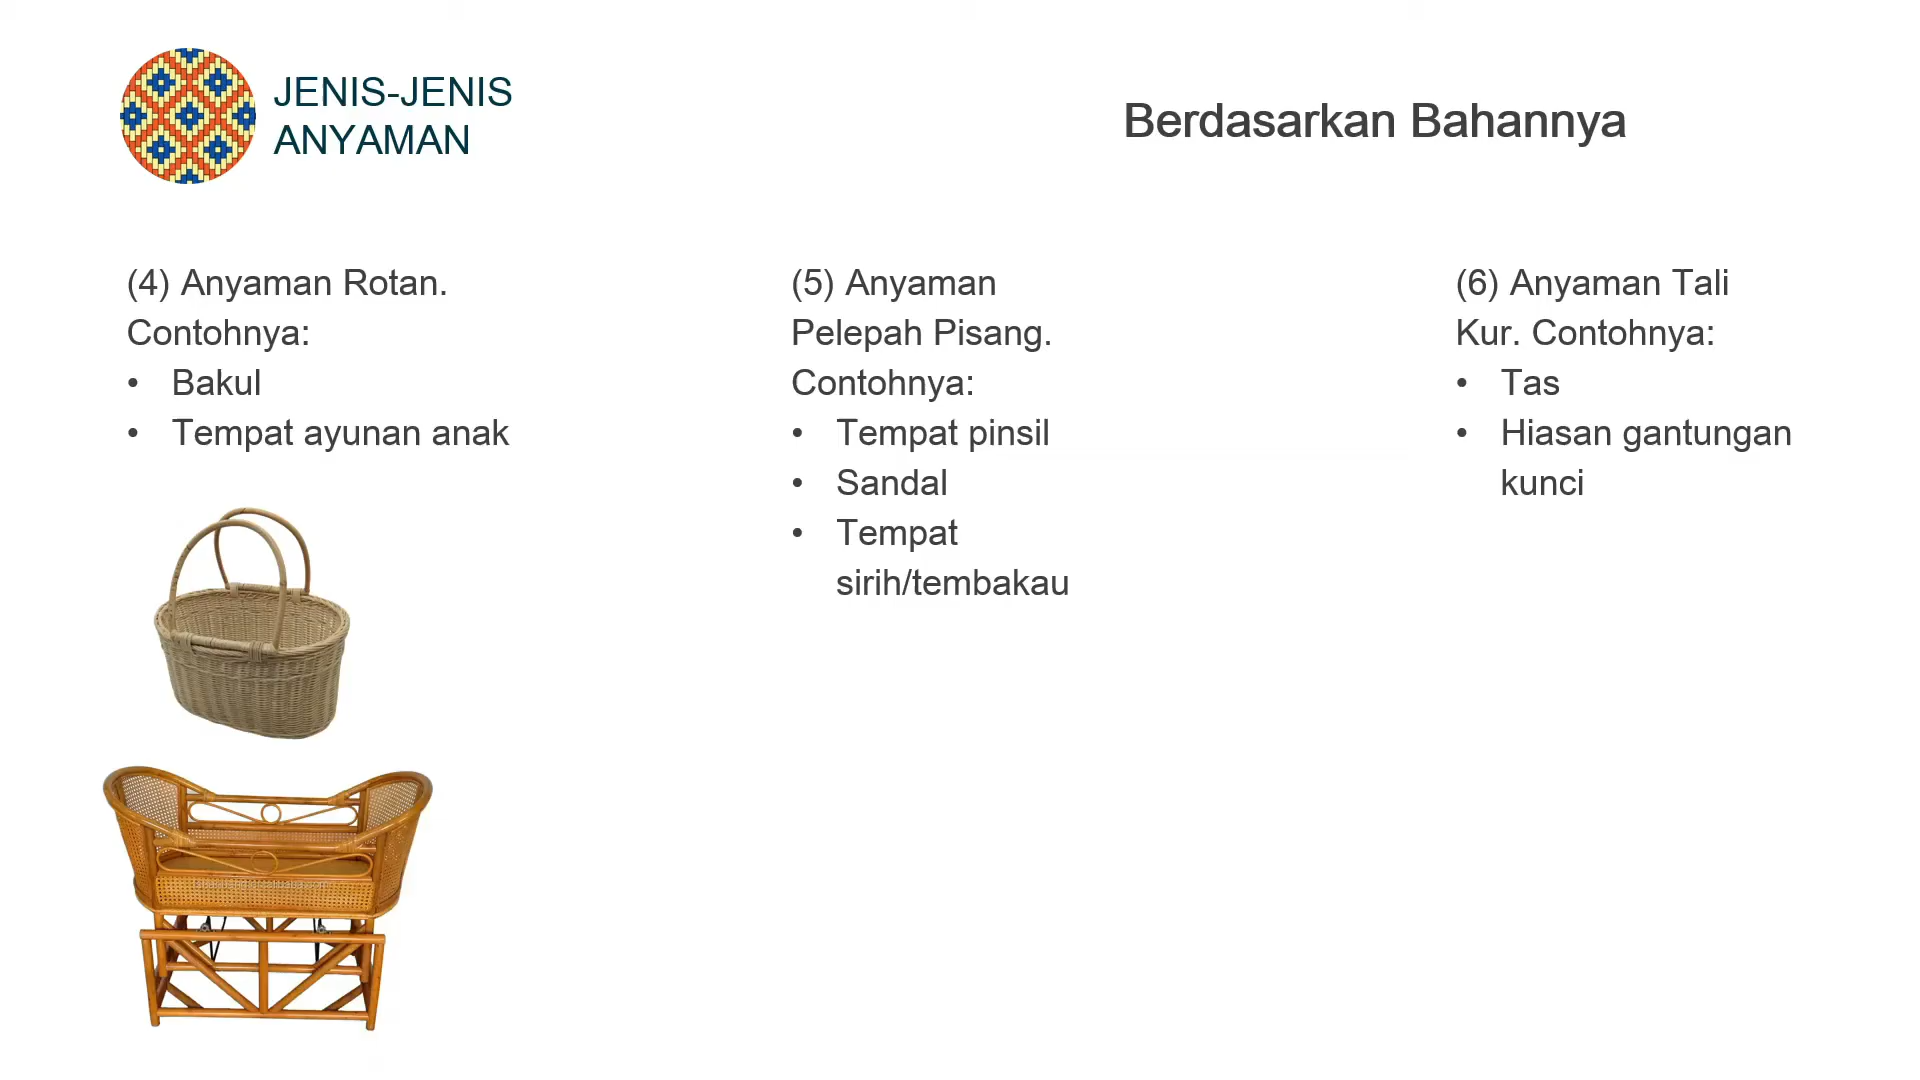 JENIS-JENIS
ANYAMAN
Berdasarkan Bahannya
(4) Anyaman Rotan.
Contohnya:
• Bakul
• Tempat ayunan anak
(5) Anyaman
Pelepah Pisang.
Contohnya:
• Tempat pinsil
• Sandal
• Tempat
sirih/tembakau
(6) Anyaman Tali
Kur. Contohnya:
• Tas
• Hiasan gantungan
kunci